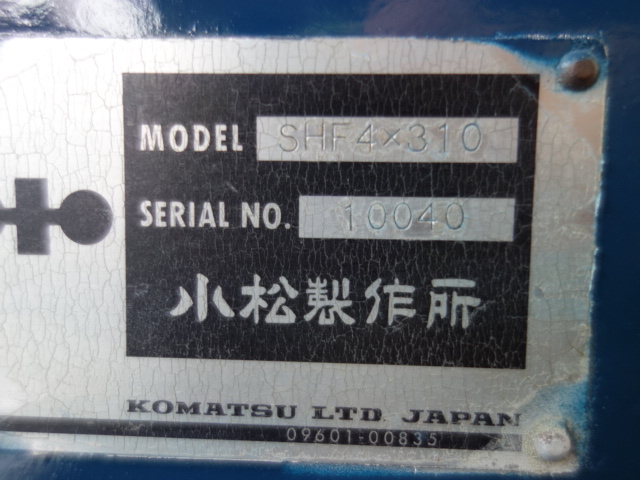 MODEL SHF4×310
SERIAL NO. 10040
小松製作所
KOMATSU LTD JAPAN
09601-00835